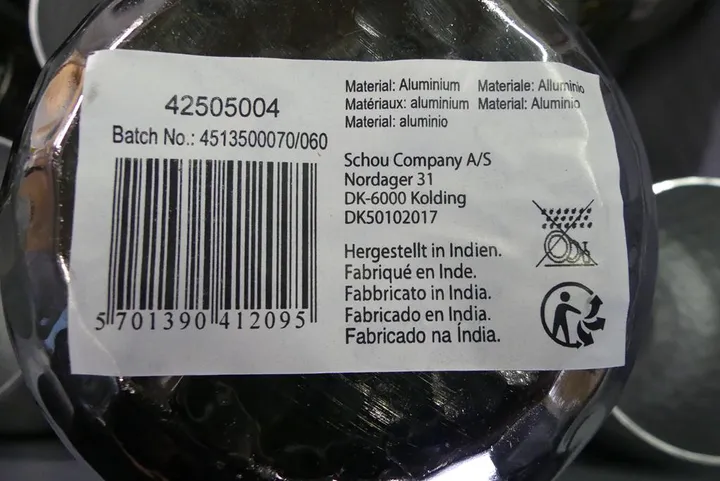 42505004
Batch No.: 4513500070/060
5 701390 412095
Material: Aluminium Materiale: Alluminio
Matériaux: aluminium Material: Alumínio
Material: aluminio
Schou Company A/S
Nordager 31
DK-6000 Kolding
DK50102017
Hergestellt in Indien.
Fabriqué en Inde.
Fabbricato in India.
Fabricado en India.
Fabricado na Índia.